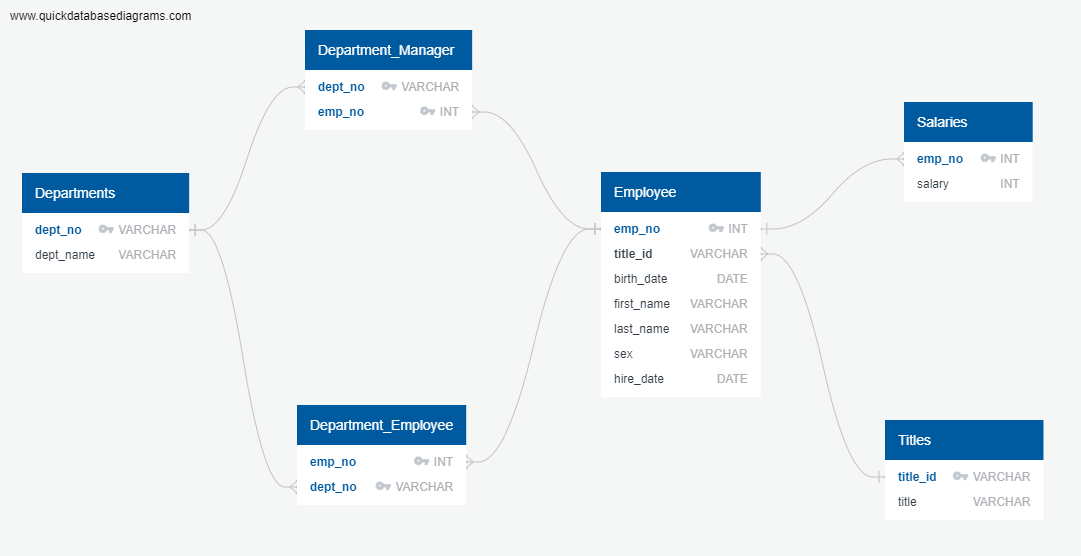 www.quickdatabasediagrams.com
Department_Manager
dept_no VARCHAR
emp_no INT
Departments
dept_no VARCHAR
dept_name VARCHAR
Department_Employee
emp_no INT
dept_no VARCHAR
Employee
emp_no INT
title_id VARCHAR
birth_date DATE
first_name VARCHAR
last_name VARCHAR
sex VARCHAR
hire_date DATE
Salaries
emp_no INT
salary INT
Titles
title_id VARCHAR
title VARCHAR